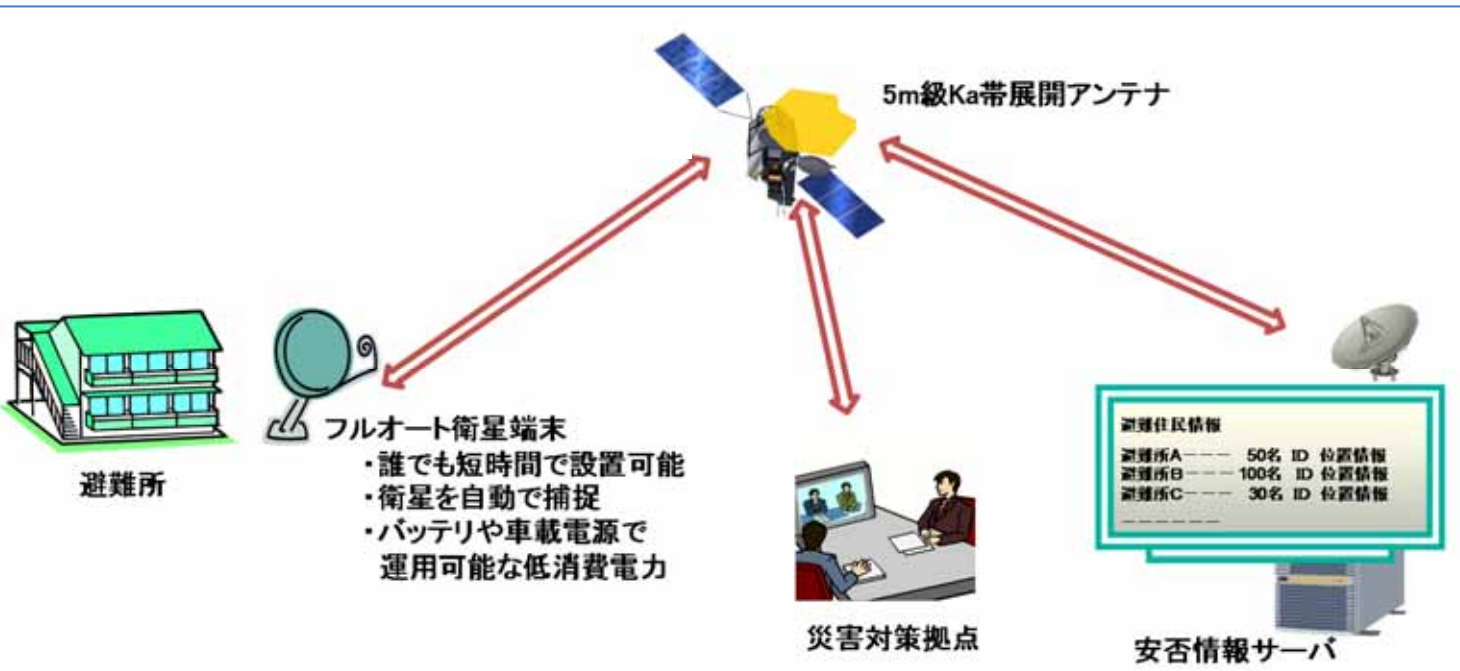 5m級Ka帯展開アンテナ
フルオート衛星端末
・誰でも短時間で設置可能
・衛星を自動で捕捉
・バッテリや車載電源で
運用可能な低消費電力
避難所
災害対策拠点
避難住民情報
避難所A－－－ 50名 ID 位置情報
避難所B－－－ 100名 ID 位置情報
避難所C－－－ 30名 ID 位置情報
－－－－－－
安否情報サーバ